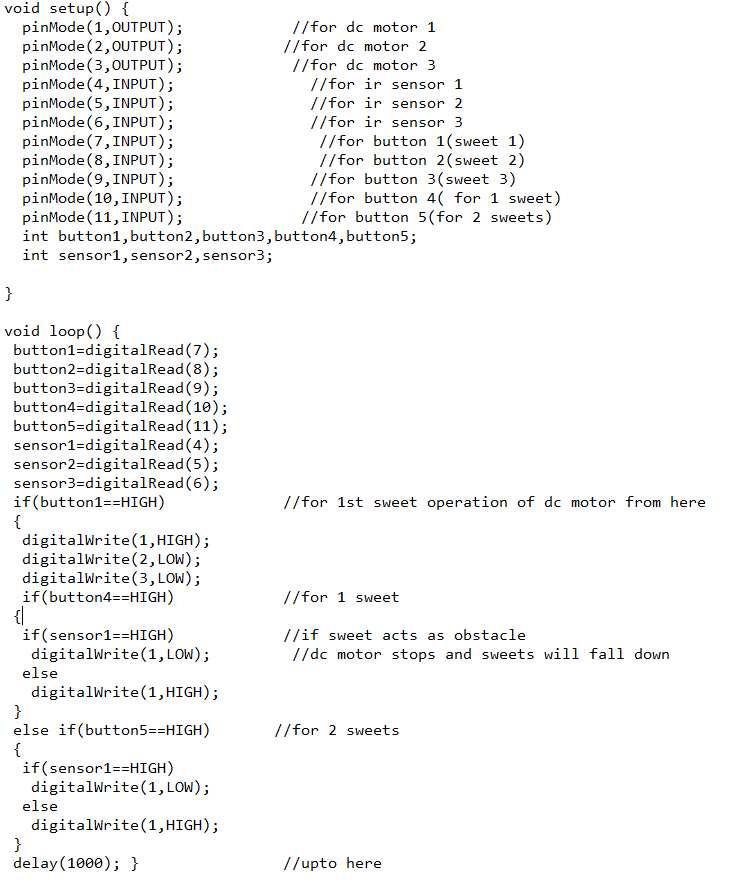 void setup() {
  pinMode(1,OUTPUT);            //for dc motor 1
  pinMode(2,OUTPUT);           //for dc motor 2
  pinMode(3,OUTPUT);            //for dc motor 3
  pinMode(4,INPUT);               //for ir sensor 1
  pinMode(5,INPUT);               //for ir sensor 2
  pinMode(6,INPUT);               //for ir sensor 3
  pinMode(7,INPUT);                //for button 1(sweet 1)
  pinMode(8,INPUT);                //for button 2(sweet 2)
  pinMode(9,INPUT);               //for button 3(sweet 3)
  pinMode(10,INPUT);              //for button 4( for 1 sweet)
  pinMode(11,INPUT);             //for button 5(for 2 sweets)
  int button1,button2,button3,button4,button5;
  int sensor1,sensor2,sensor3;

}

void loop() {
 button1=digitalRead(7);
 button2=digitalRead(8);
 button3=digitalRead(9);
 button4=digitalRead(10);
 button5=digitalRead(11);
 sensor1=digitalRead(4);
 sensor2=digitalRead(5);
 sensor3=digitalRead(6);
 if(button1==HIGH)             //for 1st sweet operation of dc motor from here
 {
  digitalWrite(1,HIGH);
  digitalWrite(2,LOW);
  digitalWrite(3,LOW);
  if(button4==HIGH)            //for 1 sweet
 {
  if(sensor1==HIGH)            //if sweet acts as obstacle
   digitalWrite(1,LOW);         //dc motor stops and sweets will fall down
  else
   digitalWrite(1,HIGH);
 }
 else if(button5==HIGH)       //for 2 sweets
 {
  if(sensor1==HIGH)
   digitalWrite(1,LOW);
  else
   digitalWrite(1,HIGH);
 }
 delay(1000); }                //upto here